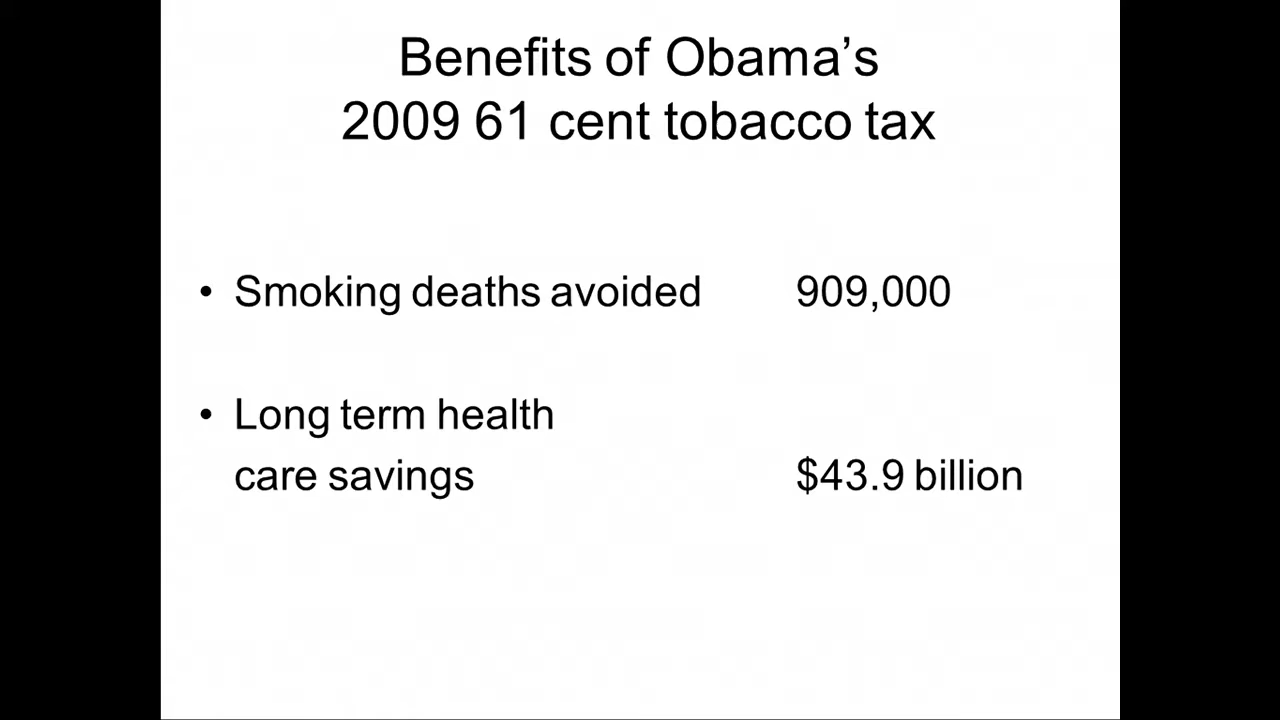 Benefits of Obama’s
2009 61 cent tobacco tax
• Smoking deaths avoided 909,000
• Long term health
care savings $43.9 billion